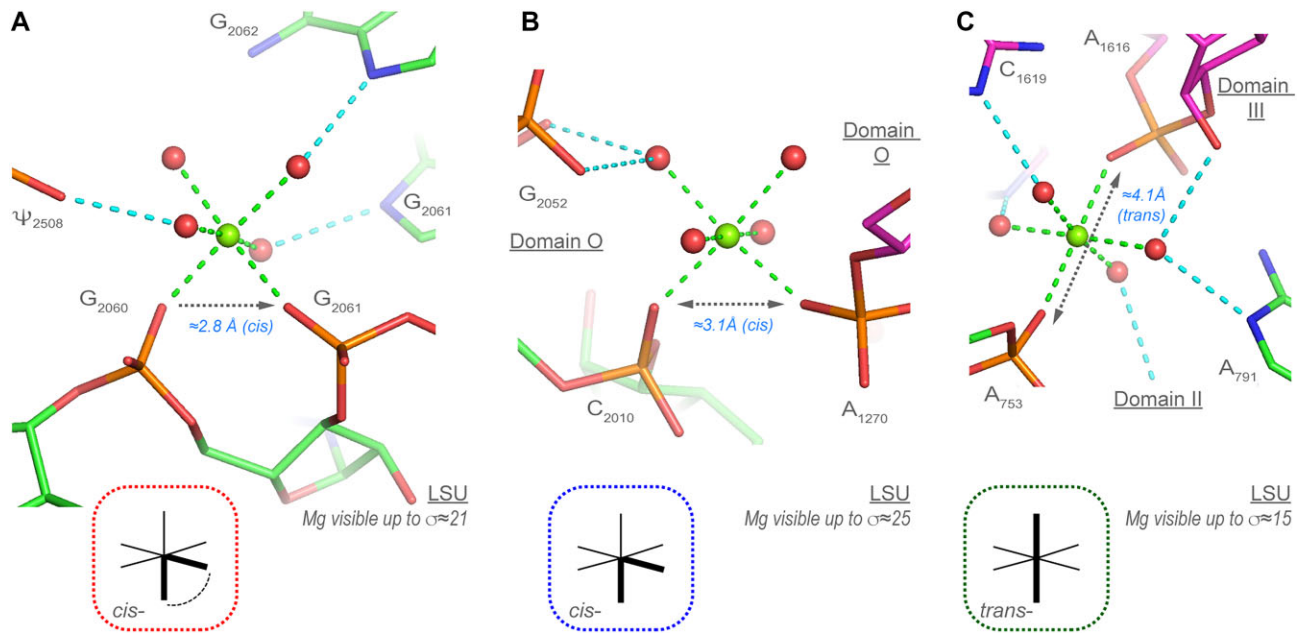 A
G2062
Ψ2508
G2061
G2060
G2061
≈2.8 Å (cis)
LSU
Mg visible up to σ≈21
cis-
B
G2052
Domain O
Domain
O
≈3.1Å (cis)
C2010
A1270
LSU
Mg visible up to σ≈25
cis-
C
A1616
C1619
Domain
III
≈4.1Å
(trans)
A753
Domain II
A791
LSU
Mg visible up to σ≈15
trans-